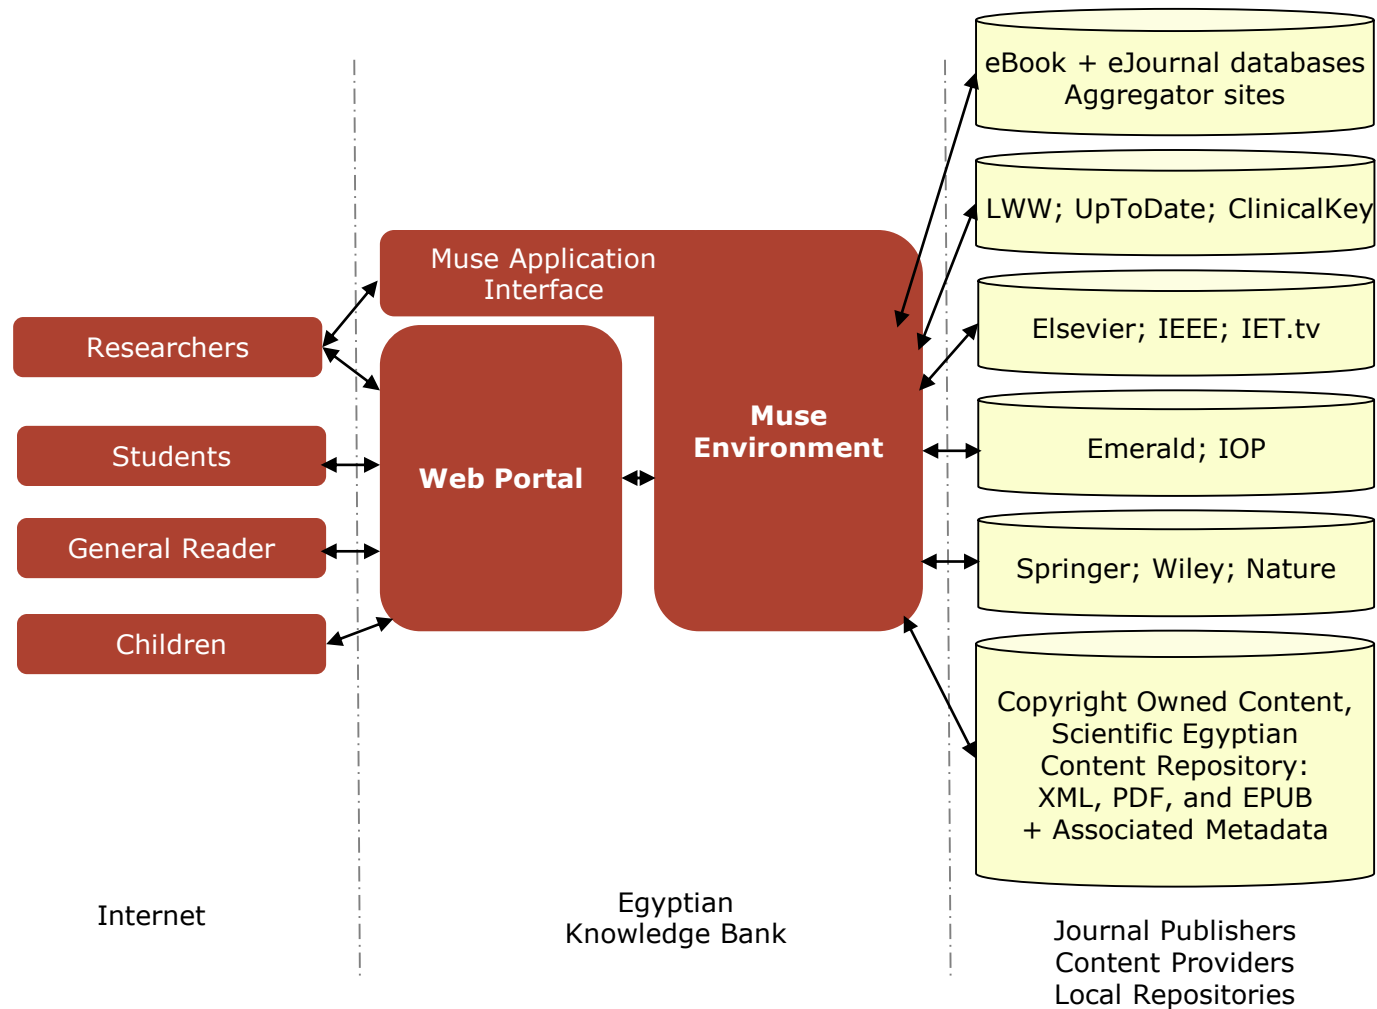 eBook + eJournal databases
Aggregator sites
LWW; UpToDate; ClinicalKey
Muse Application
Interface
Elsevier; IEEE; IET.tv
Researchers
Muse
Environment
Emerald; IOP
Students
Web Portal
General Reader
Springer; Wiley; Nature
Children
Copyright Owned Content,
Scientific Egyptian
Content Repository:
XML, PDF, and EPUB
+ Associated Metadata
Internet
Egyptian
Knowledge Bank
Journal Publishers
Content Providers
Local Repositories